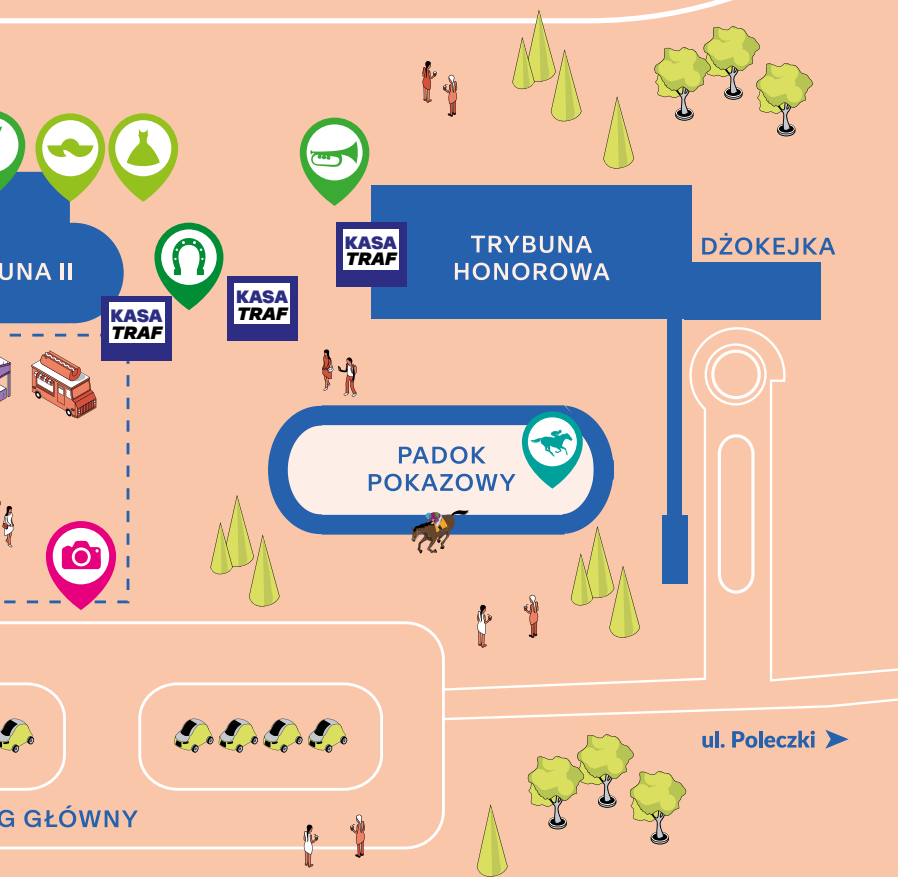 TRYBUNA
HONOROWA
DŻOKEJKA
UNA II
KASA
TRAF
KASA
TRAF
KASA
TRAF
PADOK
POKAZOWY
ul. Poleczki
G GŁÓWNY